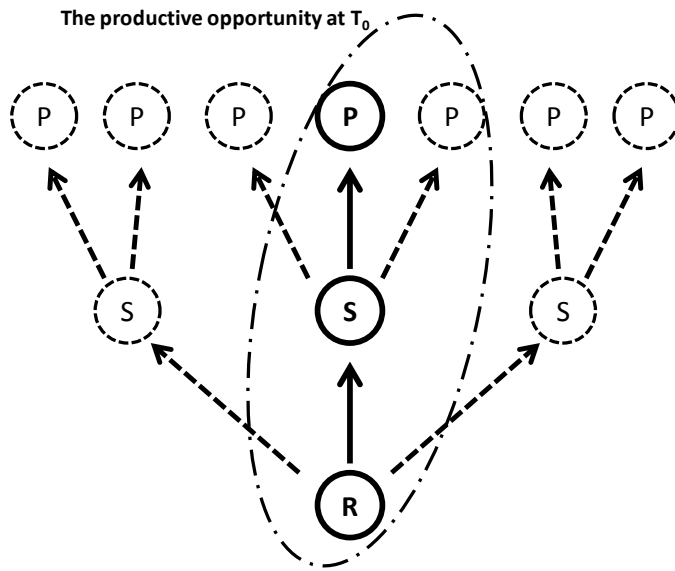 The productive opportunity at T₀
P P P P P P P
S S S
R